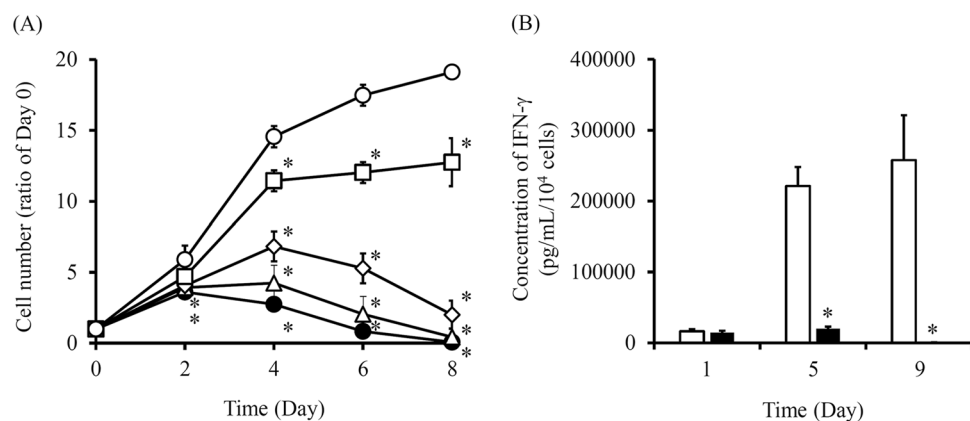 (A)
Cell number (ratio of Day 0)
20
15
10
5
0
* * *
* * *
* * * *
* * * *
*
0 2 4 6 8
Time (Day)
(B)
Concentration of IFN-γ
(pg/mL/10⁴ cells)
400000
300000
200000
100000
0
* *
1 5 9
Time (Day)